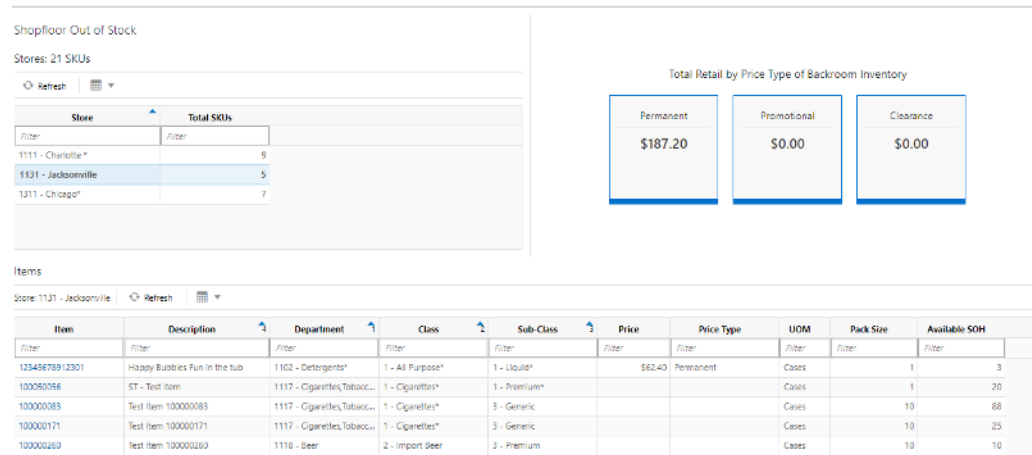 Shopfloor Out of Stock
Stores: 21 SKUs
Refresh
Store Total SKUs
Filter Filter
1111 - Charlotte * 9
1131 - Jacksonville 5
1311 - Chicago* 7
Total Retail by Price Type of Backroom Inventory
Permanent Promotional Clearance
$187.20 $0.00 $0.00
Items
Store: 1131 - Jacksonville Refresh
Item Description 4 Department 1 Class 2 Sub-Class 3 Price Price Type UOM Pack Size Available SOH
Filter Filter Filter Filter Filter Filter Filter Filter Filter Filter
12345678912301 Happy Bubbles Fun in the tub 1102 - Detergents* 1 - All Purpose* 1 - Liquid* $62.40 Permanent Cases 1 3
100050056 ST - Test Item 1117 - Cigarettes,Tobacc... 1 - Cigarettes* 1 - Premium* Cases 1 20
100000083 Test Item 100000083 1117 - Cigarettes,Tobacc... 1 - Cigarettes* 3 - Generic Cases 10 88
100000171 Test Item 100000171 1117 - Cigarettes,Tobacc... 1 - Cigarettes* 3 - Generic Cases 10 25
100000260 Test Item 100000260 1118 - Beer 2 - Import Beer 3 - Premium Cases 10 10